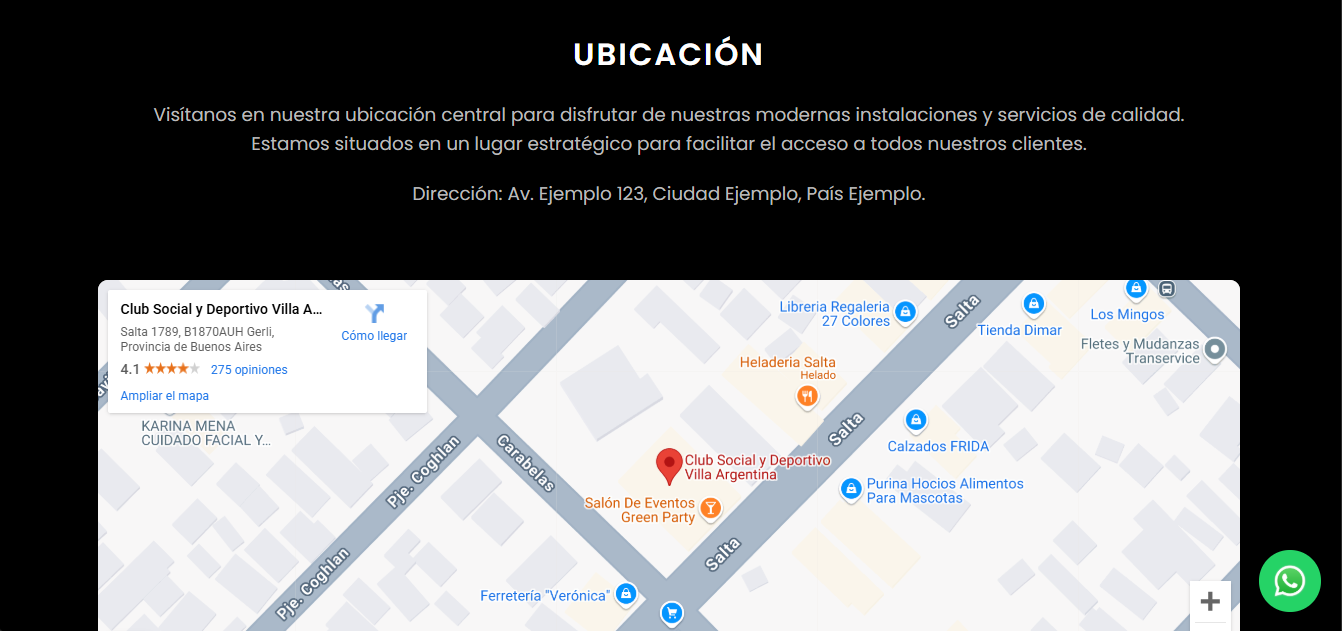 UBICACIÓN
Visítanos en nuestra ubicación central para disfrutar de nuestras modernas instalaciones y servicios de calidad.
Estamos situados en un lugar estratégico para facilitar el acceso a todos nuestros clientes.
Dirección: Av. Ejemplo 123, Ciudad Ejemplo, País Ejemplo.
Club Social y Deportivo Villa A...
Salta 1789, B1870AUH Gerli,
Provincia de Buenos Aires
4.1
275 opiniones
Ampliar el mapa
Cómo llegar
KARINA MENA
CUIDADO FACIAL Y...
Libreria Regaleria
27 Colores
Salta
Tienda Dimar
Los Mingos
Fletes y Mudanzas
Transervice
Heladeria Salta
Helado
Salta
Calzados FRIDA
Pje. Coghlan
Carabelas
Club Social y Deportivo
Villa Argentina
Purina Hocios Alimentos
Para Mascotas
Salón De Eventos
Green Party
Salta
Pje. Coghlan
Ferretería "Verónica"